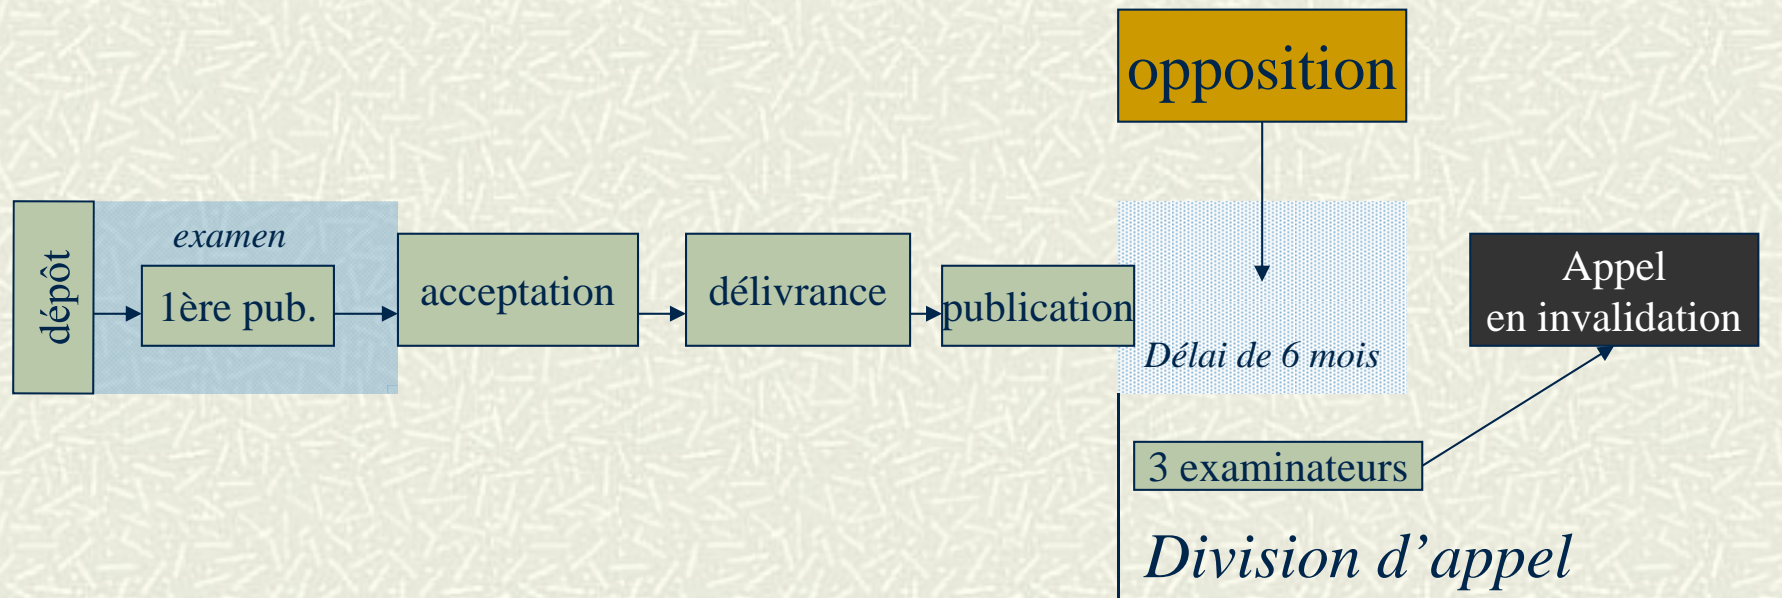 opposition
dépôt
examen
1ère pub.
acceptation
délivrance
publication
Délai de 6 mois
Appel
en invalidation
3 examinateurs
Division d’appel